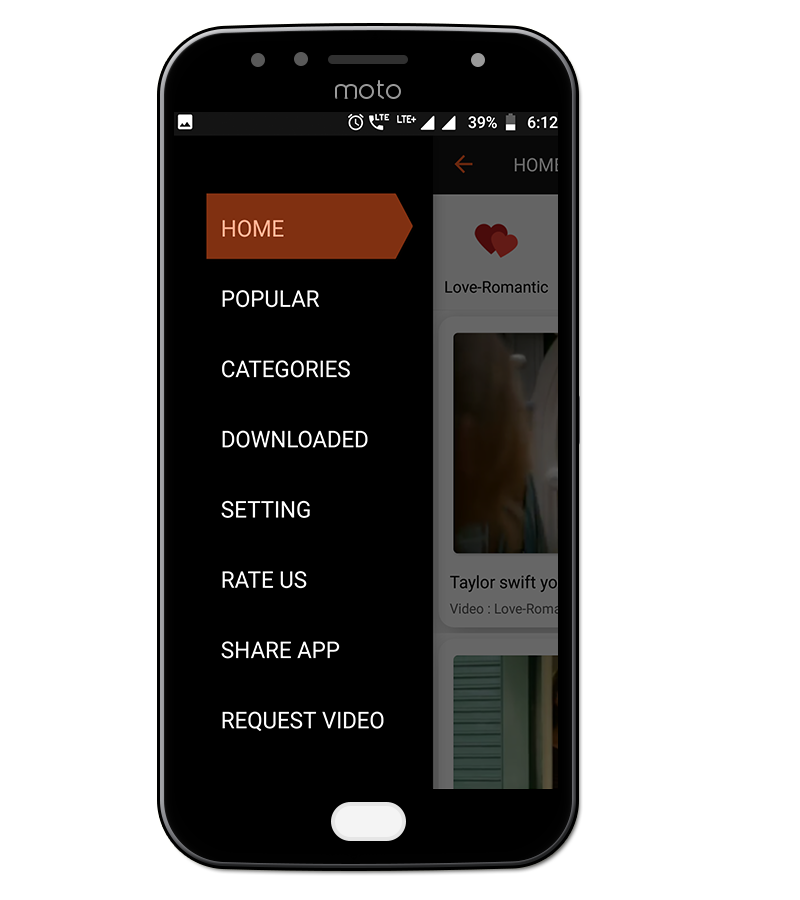 moto
LTE LTE+ 39% 6:12
HOME
HOME
POPULAR
CATEGORIES
DOWNLOADED
SETTING
RATE US
SHARE APP
REQUEST VIDEO
Love-Romantic
Taylor swift yo
Video : Love-Roma